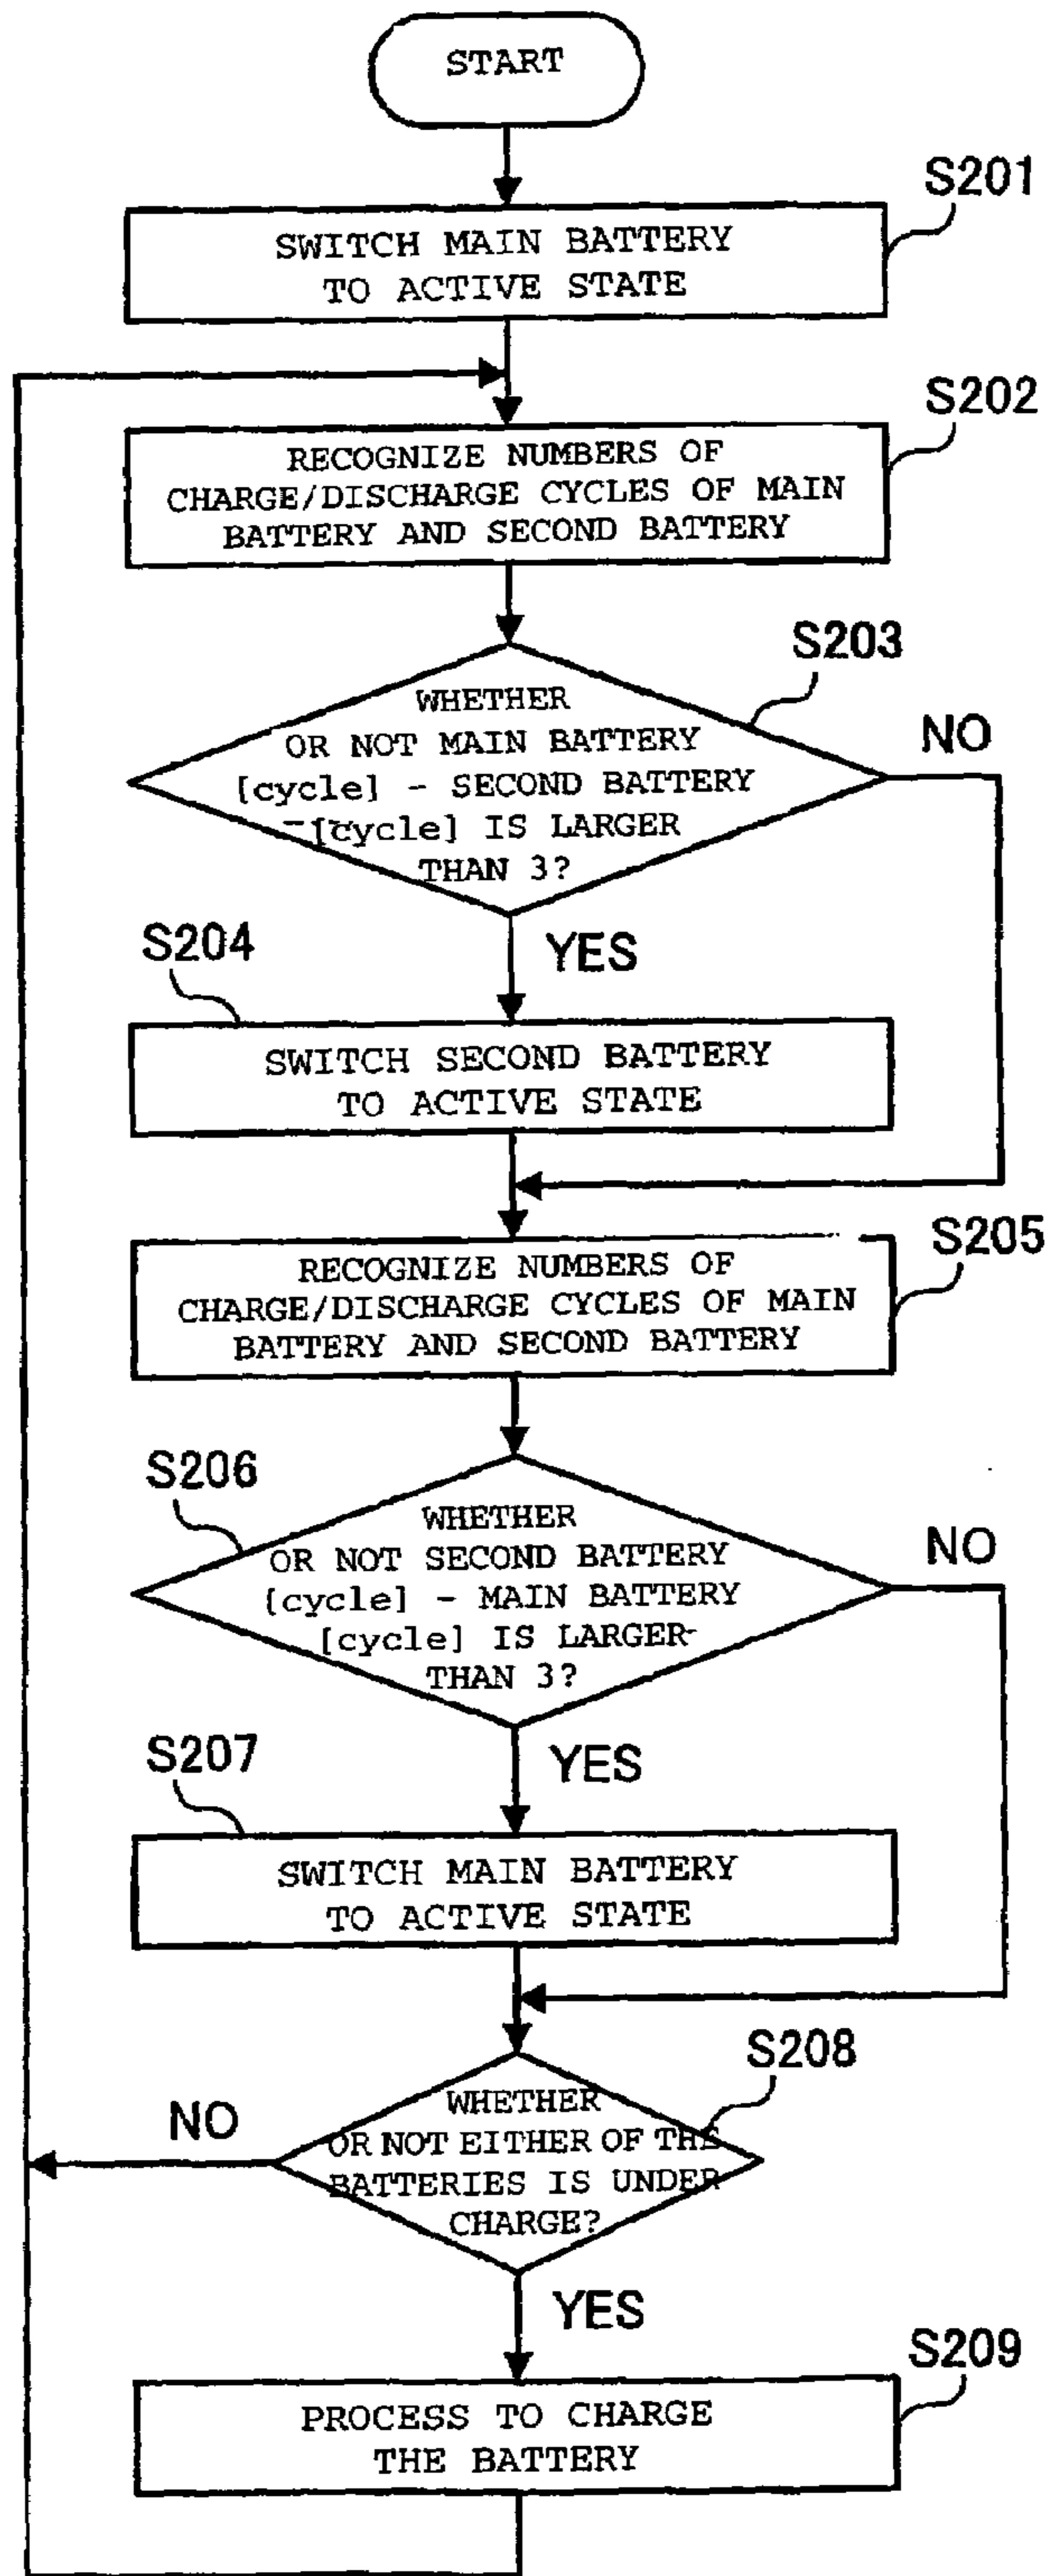 START
S201
SWITCH MAIN BATTERY
TO ACTIVE STATE
S202
RECOGNIZE NUMBERS OF
CHARGE/DISCHARGE CYCLES OF MAIN
BATTERY AND SECOND BATTERY
S203
WHETHER
OR NOT MAIN BATTERY
[cycle] - SECOND BATTERY
[cycle] IS LARGER
THAN 3?
NO
YES
S204
SWITCH SECOND BATTERY
TO ACTIVE STATE
S205
RECOGNIZE NUMBERS OF
CHARGE/DISCHARGE CYCLES OF MAIN
BATTERY AND SECOND BATTERY
S206
WHETHER
OR NOT SECOND BATTERY
[cycle] - MAIN BATTERY
[cycle] IS LARGER
THAN 3?
NO
YES
S207
SWITCH MAIN BATTERY
TO ACTIVE STATE
S208
WHETHER
OR NOT EITHER OF THE
BATTERIES IS UNDER
CHARGE?
NO
YES
S209
PROCESS TO CHARGE
THE BATTERY